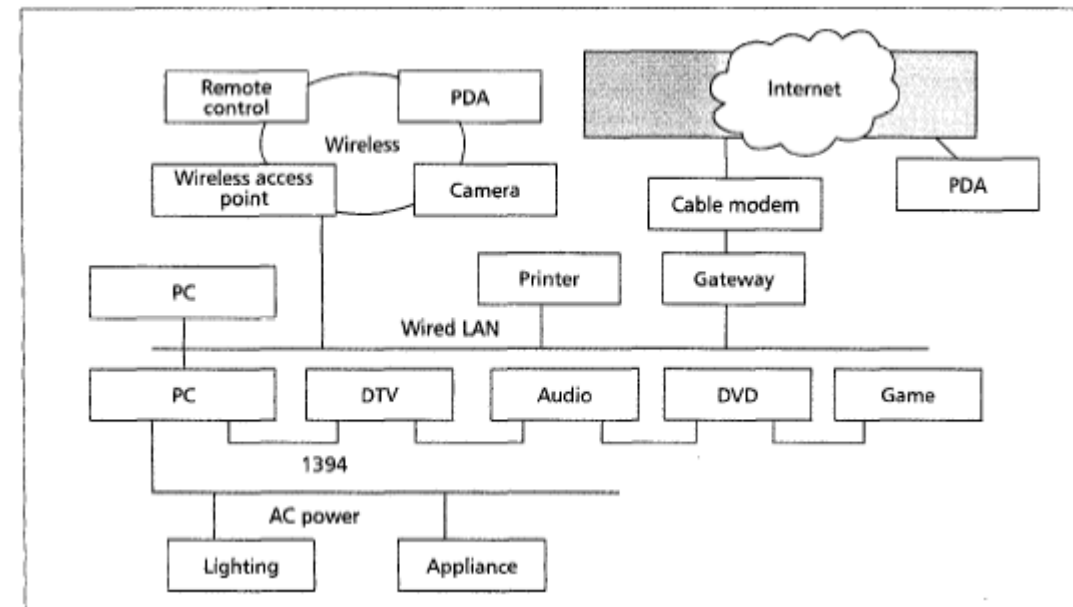 Remote
control
PDA
Internet
Wireless
Wireless access
point
Camera
Cable modem
PDA
PC
Printer
Gateway
Wired LAN
PC
DTV
Audio
DVD
Game
1394
AC power
Lighting
Appliance